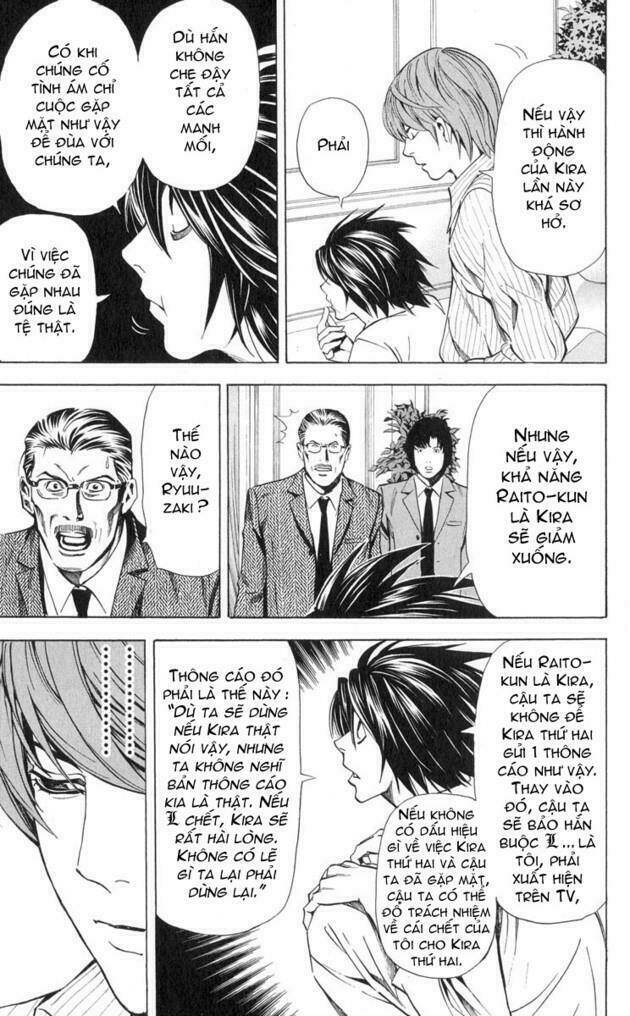 NẾU VẬY
THÌ HÀNH
ĐỘNG
CỦA KIRA
LẦN NÀY
KHÁ SƠ
HỞ.
PHẢI
DÙ HẮN
KHÔNG
CHE ĐẬY
TẤT CẢ
CÁC
MANH
MỐI,
CÓ KHI
CHÚNG CỐ
TÌNH ÁM CHỈ
CUỘC GẶP
MẶT NHƯ VẬY
ĐỂ ĐÙA VỚI
CHÚNG TA,
VÌ VIỆC
CHÚNG ĐÃ
GẶP NHAU
ĐÚNG LÀ
TỆ THẬT.
NHƯNG
NẾU VẬY,
KHẢ NĂNG
RAITO-KUN
LÀ KIRA
SẼ GIẢM
XUỐNG.
THẾ
NÀO
VẬY,
RYUU-
ZAKI ?
NẾU RAITO-
KUN LÀ KIRA,
CẬU TA SẼ
KHÔNG ĐỂ
KIRA THỨ HAI
GỬI 1 THÔNG
CÁO NHƯ VẬY.
THAY VÀO
ĐÓ, CẬU TA
SẼ BẢO HẮN
BUỘC L ... LÀ
TÔI, PHẢI
XUẤT HIỆN
TRÊN TV,
NẾU KHÔNG
CÓ DẤU HIỆU
GÌ VỀ VIỆC KIRA
THỨ HAI VÀ CẬU
TA ĐÃ GẶP MẶT,
CẬU TA CÓ THỂ
ĐỔ TRÁCH NHIỆM
VỀ CÁI CHẾT CỦA
TÔI CHO KIRA
THỨ HAI.
THÔNG CÁO ĐÓ
PHẢI LÀ THẾ NÀY :
"DÙ TA SẼ DỪNG
NẾU KIRA THẬT
NÓI VẬY, NHƯNG
TA KHÔNG NGHĨ
BẢN THÔNG CÁO
KIA LÀ THẬT. NẾU
L CHẾT, KIRA SẼ
RẤT HÀI LÒNG.
KHÔNG CÓ LẼ
GÌ TA LẠI PHẢI
DỪNG LẠI."